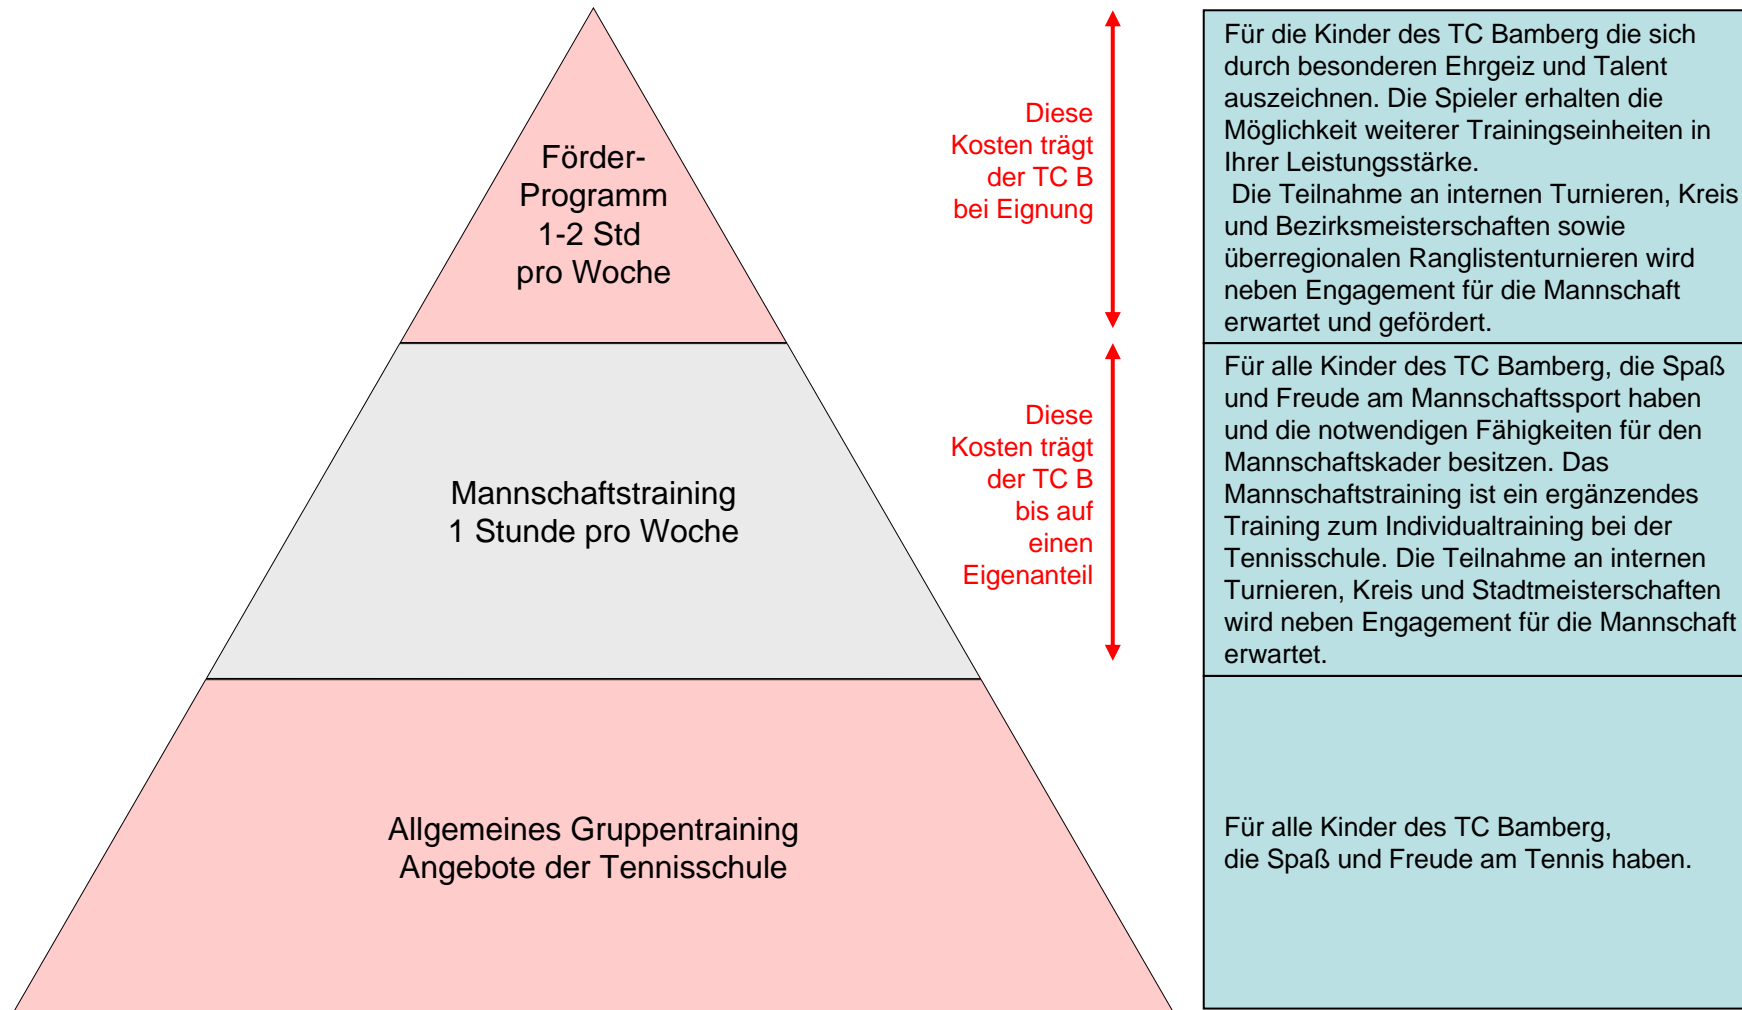 Förder-
Programm
1-2 Std
pro Woche
Diese
Kosten trägt
der TC B
bei Eignung
Für die Kinder des TC Bamberg die sich
durch besonderen Ehrgeiz und Talent
auszeichnen. Die Spieler erhalten die
Möglichkeit weiterer Trainingseinheiten in
Ihrer Leistungsstärke.
Die Teilnahme an internen Turnieren, Kreis
und Bezirksmeisterschaften sowie
überregionalen Ranglistenturnieren wird
neben Engagement für die Mannschaft
erwartet und gefördert.
Mannschaftstraining
1 Stunde pro Woche
Diese
Kosten trägt
der TC B
bis auf
einen
Eigenanteil
Für alle Kinder des TC Bamberg, die Spaß
und Freude am Mannschaftssport haben
und die notwendigen Fähigkeiten für den
Mannschaftskader besitzen. Das
Mannschaftstraining ist ein ergänzendes
Training zum Individualtraining bei der
Tennisschule. Die Teilnahme an internen
Turnieren, Kreis und Stadtmeisterschaften
wird neben Engagement für die Mannschaft
erwartet.
Allgemeines Gruppentraining
Angebote der Tennisschule
Für alle Kinder des TC Bamberg,
die Spaß und Freude am Tennis haben.